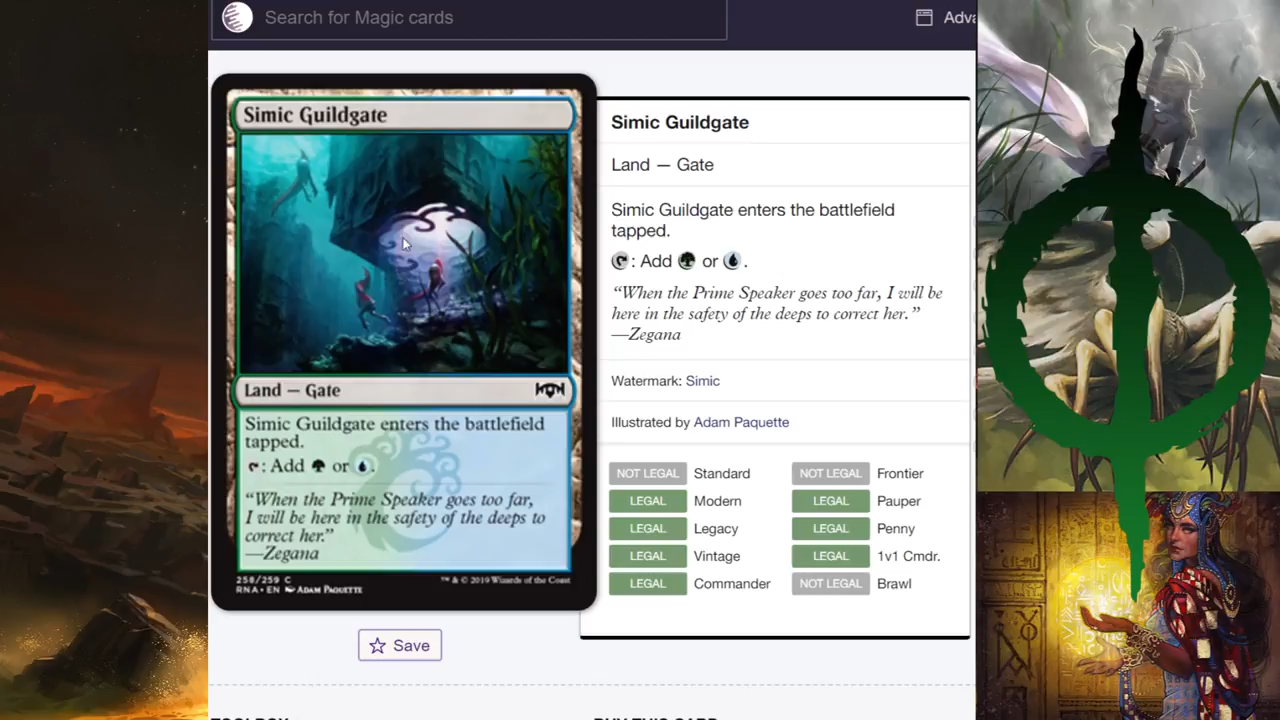 Search for Magic cards
Adva
Simic Guildgate
Land — Gate
Simic Guildgate enters the battlefield
tapped.
: Add or .
“When the Prime Speaker goes too far,
I will be here in the safety of the deeps to
correct her.”
—Zegana
258/259 C
RNA • EN ADAM PAQUETTE
™ & © 2019 Wizards of the Coast
Save
Simic Guildgate
Land — Gate
Simic Guildgate enters the battlefield
tapped.
: Add or .
“When the Prime Speaker goes too far, I will be
here in the safety of the deeps to correct her.”
—Zegana
Watermark: Simic
Illustrated by Adam Paquette
NOT LEGAL Standard NOT LEGAL Frontier
LEGAL Modern LEGAL Pauper
LEGAL Legacy LEGAL Penny
LEGAL Vintage LEGAL 1v1 Cmdr.
LEGAL Commander NOT LEGAL Brawl
TOOLBOX
BUY THIS CARD